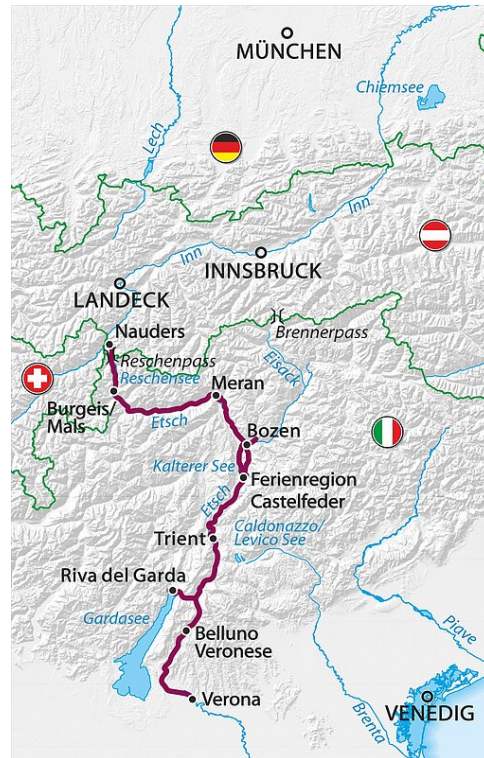 MÜNCHEN
Chiemsee
Lech
Inn
Inn
INNSBRUCK
LANDECK
Nauders
Brennerpass
Reschenpass
Reschensee
Eisack
Meran
Burgeis/
Mals
Etsch
Bozen
Kalterer See
Ferienregion
Castelfeder
Etsch
Caldonazzo/
Levico See
Trient
Riva del Garda
Gardasee
Belluno
Veronese
Piave
Verona
Brenta
VENEDIG